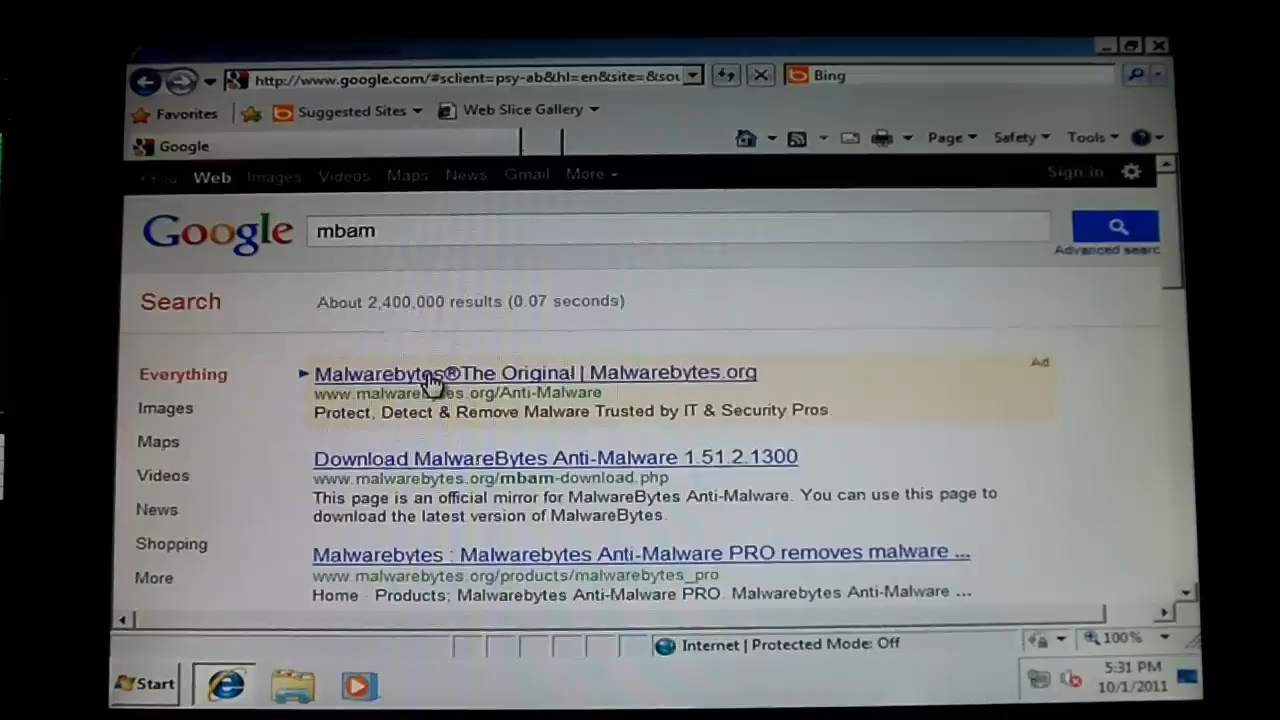 http://www.google.com/#sclient=psy-ab&hl=en&site=&sou
Bing
Favorites
Suggested Sites
Web Slice Gallery
Google
Page
Safety
Tools
Web Images Videos Maps News Gmail More
Sign in
Google
mbam
Advanced searc
Search
About 2,400,000 results (0.07 seconds)
Everything
Images
Maps
Videos
News
Shopping
More
Malwarebytes®The Original | Malwarebytes.org
Ad
www.malwarebytes.org/Anti-Malware
Protect, Detect & Remove Malware Trusted by IT & Security Pros
Download MalwareBytes Anti-Malware 1.51.2.1300
www.malwarebytes.org/mbam-download.php
This page is an official mirror for MalwareBytes Anti-Malware. You can use this page to
download the latest version of MalwareBytes.
Malwarebytes : Malwarebytes Anti-Malware PRO removes malware ...
www.malwarebytes.org/products/malwarebytes_pro
Home · Products; Malwarebytes Anti-Malware PRO. Malwarebytes Anti-Malware ...
Internet | Protected Mode: Off
100%
Start
5:31 PM
10/1/2011